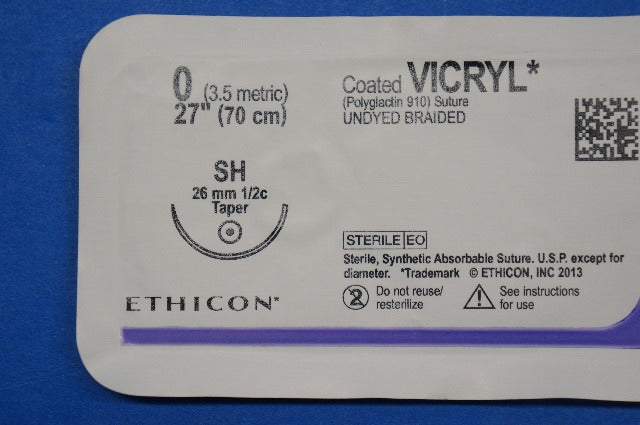 0 (3.5 metric)
27" (70 cm)
SH
26 mm 1/2c
Taper
ETHICON*
Coated VICRYL*
(Polyglactin 910) Suture
UNDYED BRAIDED
STERILE EO
Sterile, Synthetic Absorbable Suture. U.S.P. except for
diameter. *Trademark © ETHICON, INC 2013
2 Do not reuse/
resterilize
See instructions
for use